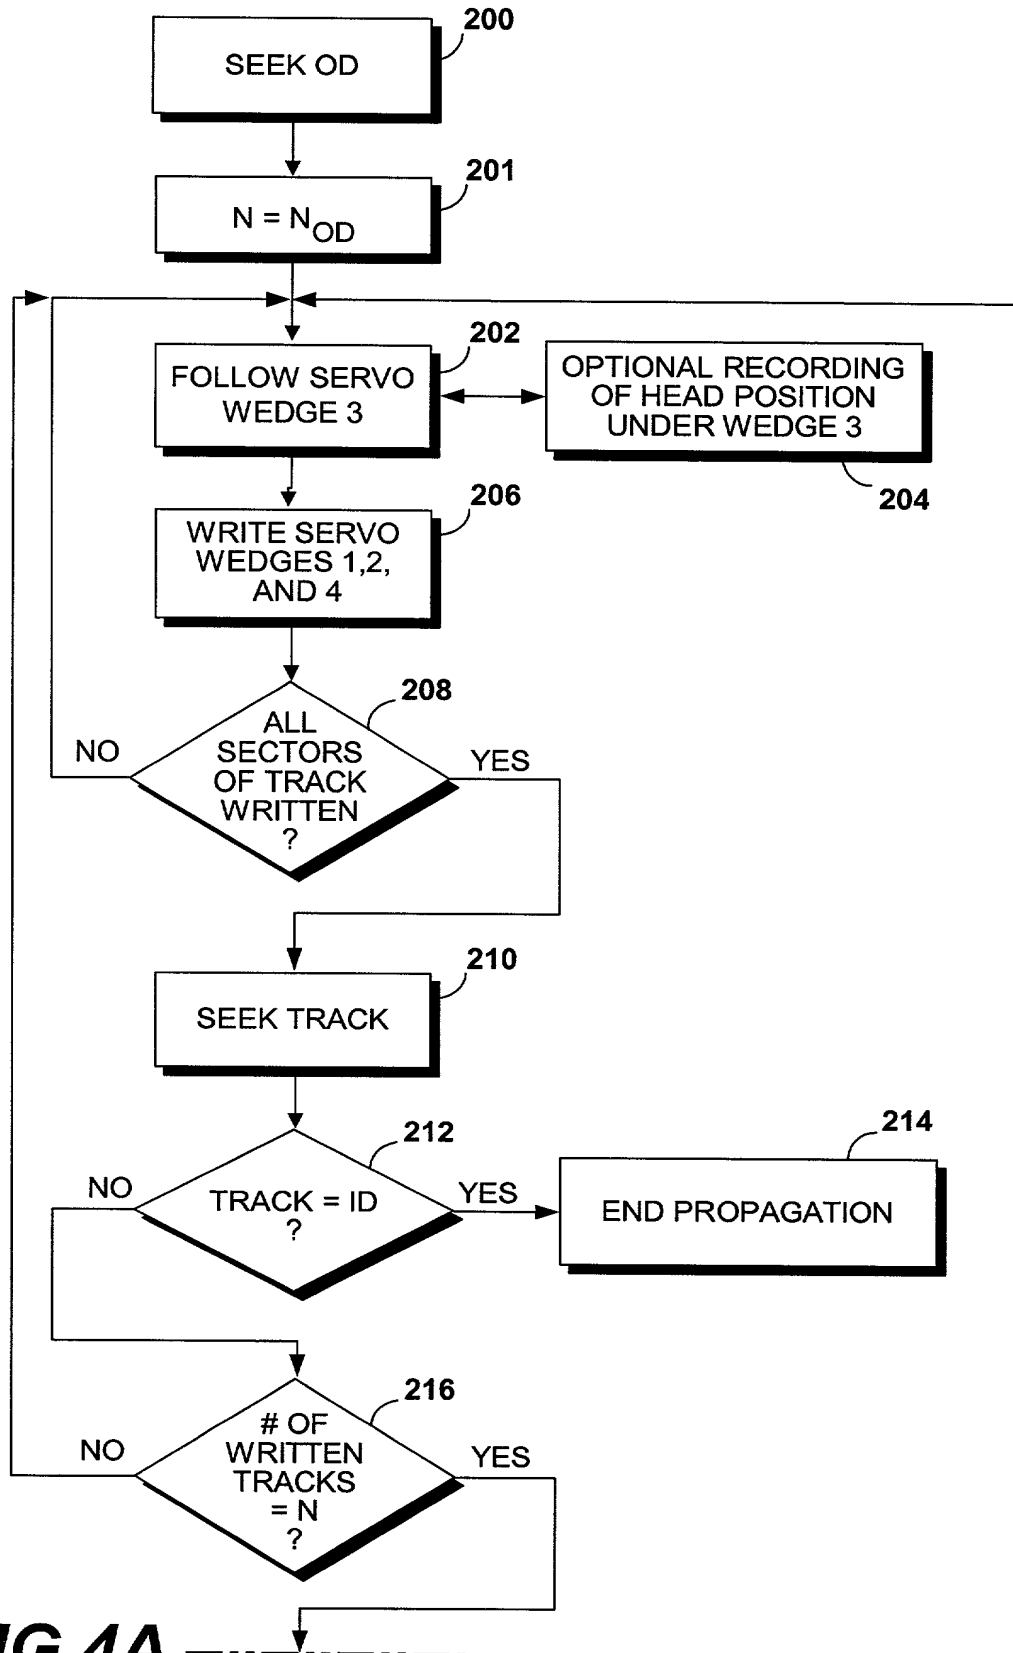 200
SEEK OD
201
N = NOD
202
FOLLOW SERVO
WEDGE 3
OPTIONAL RECORDING
OF HEAD POSITION
UNDER WEDGE 3
204
206
WRITE SERVO
WEDGES 1,2,
AND 4
208
ALL
SECTORS
OF TRACK
WRITTEN
?
NO
YES
210
SEEK TRACK
212
TRACK = ID
?
NO
YES
214
END PROPAGATION
216
# OF
WRITTEN
TRACKS
= N
?
NO
YES
IG 4A